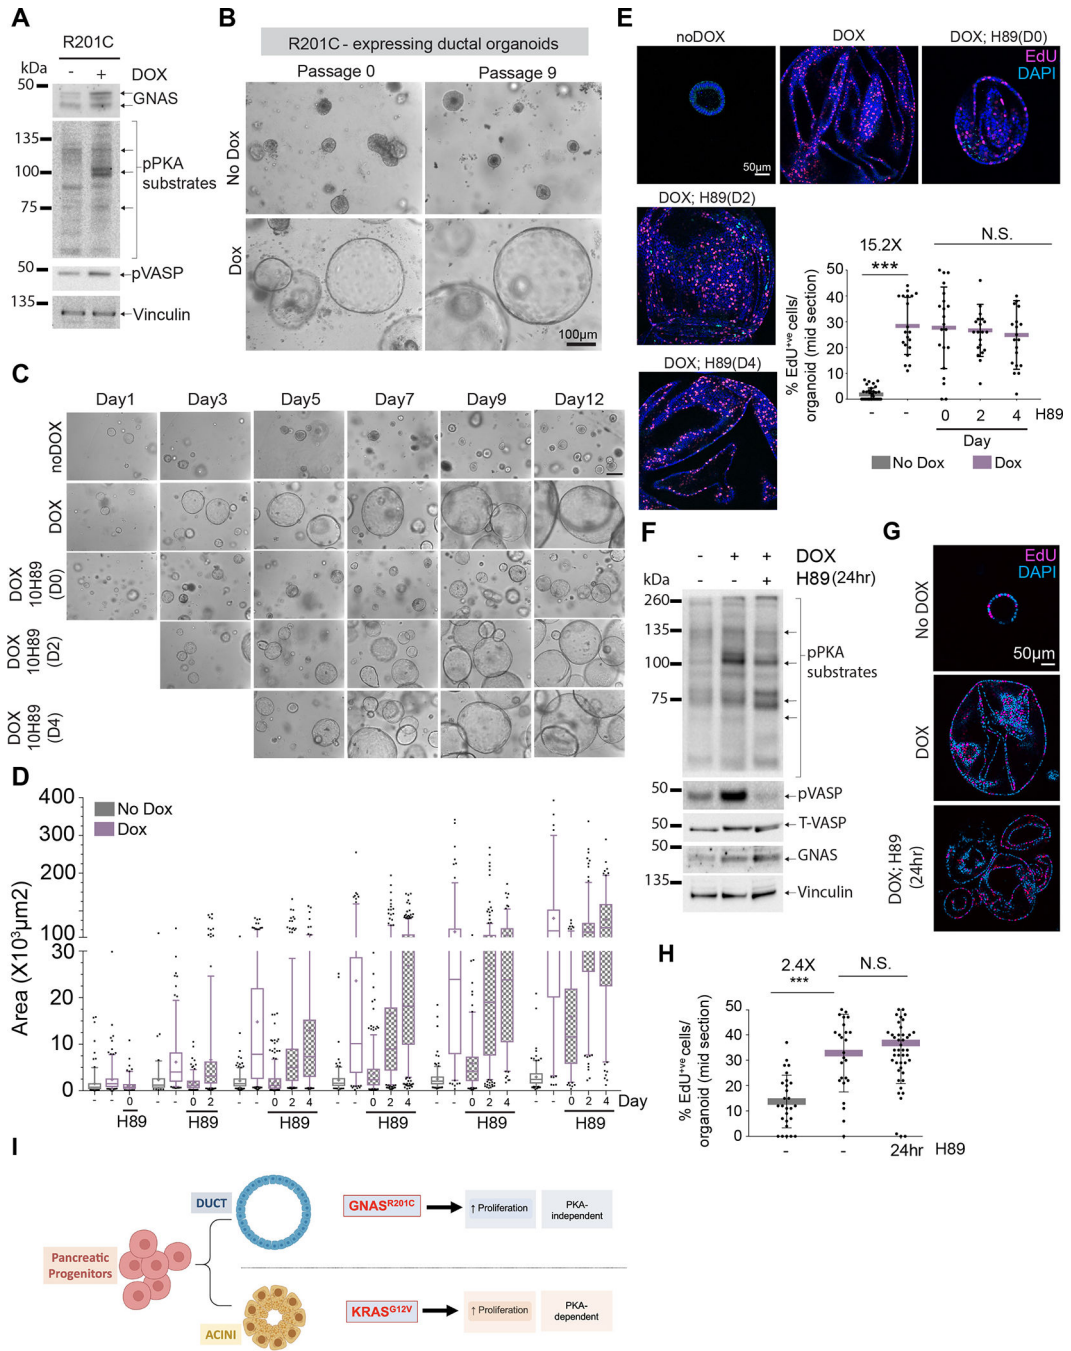 A
R201C
kDa
- + DOX
50
GNAS
135
100
75
pPKA
substrates
50
pVASP
135
Vinculin
B
R201C - expressing ductal organoids
Passage 0 Passage 9
No Dox
Dox
100µm
C
Day1 Day3 Day5 Day7 Day9 Day12
noDOX
DOX
DOX
10H89
(D0)
DOX
10H89
(D2)
DOX
10H89
(D4)
D
400
300
200
100
30
20
10
0
Area (X10³µm2)
No Dox
Dox
- - 0 - - 0 2 - - 0 2 4 - - 0 2 4 - - 0 2 4 - - 0 2 4 Day
H89 H89 H89 H89 H89 H89
E
noDOX DOX DOX; H89(D0)
EdU
DAPI
50µm
DOX; H89(D2)
DOX; H89(D4)
15.2X
***
N.S.
% EdU+ve cells/
organoid (mid section)
50
40
30
20
10
0
- - 0 2 4 H89
Day
No Dox Dox
F
- + + DOX
- - + H89 (24hr)
kDa
260
135
100
75
pPKA
substrates
50
pVASP
50
T-VASP
50
GNAS
135
Vinculin
G
EdU
DAPI
No DOX
50µm
DOX
DOX; H89
(24hr)
H
2.4X
***
N.S.
% EdU+ve cells/
organoid (mid section)
50
40
30
20
10
0
- - 24hr H89
I
Pancreatic
Progenitors
DUCT
GNAS^R201C
↑ Proliferation
PKA-
independent
ACINI
KRAS^G12V
↑ Proliferation
PKA-
dependent